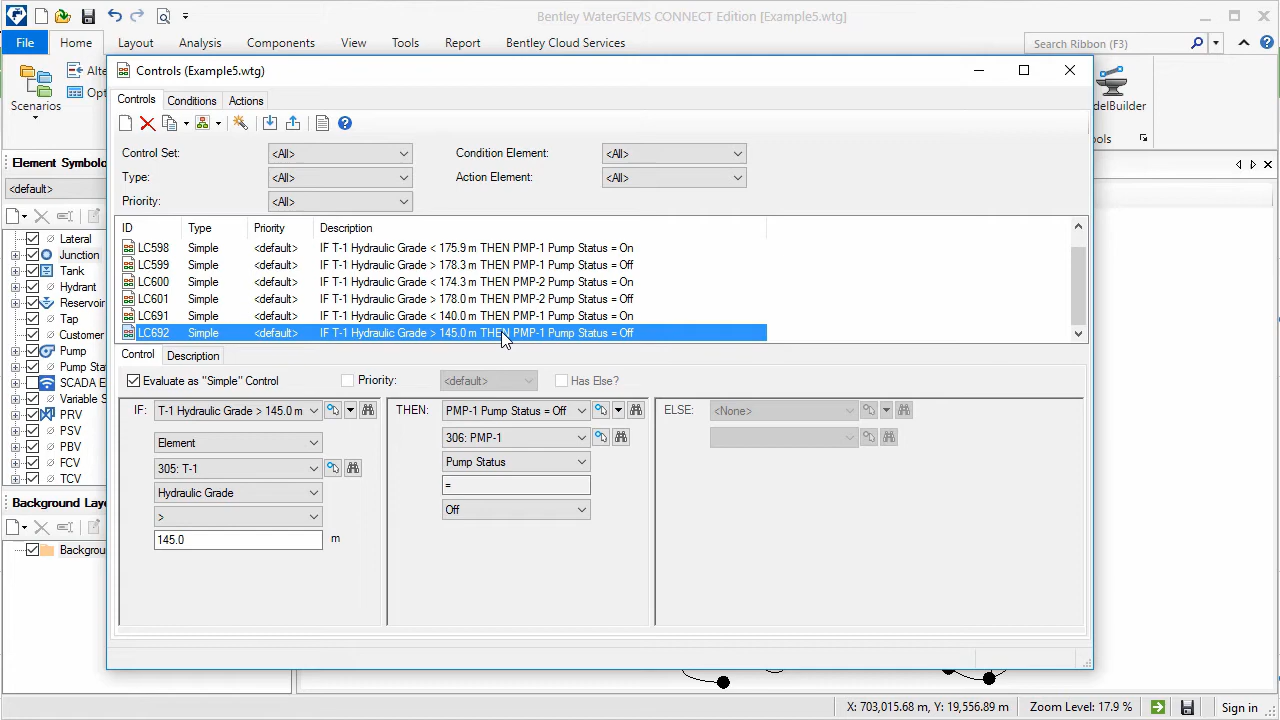 Bentley WaterGEMS CONNECT Edition [Example5.wtg]
File Home Layout Analysis Components View Tools Report Bentley Cloud Services Search Ribbon (F3)
Scenarios
Controls (Example5.wtg)
Controls Conditions Actions
Control Set: <All> Condition Element: <All>
Type: <All> Action Element: <All>
Priority: <All>
ID Type Priority Description
LC598 Simple <default> IF T-1 Hydraulic Grade < 175.9 m THEN PMP-1 Pump Status = On
LC599 Simple <default> IF T-1 Hydraulic Grade > 178.3 m THEN PMP-1 Pump Status = Off
LC600 Simple <default> IF T-1 Hydraulic Grade < 174.3 m THEN PMP-2 Pump Status = On
LC601 Simple <default> IF T-1 Hydraulic Grade > 178.0 m THEN PMP-2 Pump Status = Off
LC691 Simple <default> IF T-1 Hydraulic Grade < 140.0 m THEN PMP-1 Pump Status = On
LC692 Simple <default> IF T-1 Hydraulic Grade > 145.0 m THEN PMP-1 Pump Status = Off
Control Description
Evaluate as "Simple" Control Priority: <default> Has Else?
IF: T-1 Hydraulic Grade > 145.0 m THEN: PMP-1 Pump Status = Off ELSE: <None>
Element 306: PMP-1
305: T-1 Pump Status
Hydraulic Grade =
> Off
145.0 m
Alte
Opt
delBuilder
ols
Element Symbolo
<default>
Lateral
Junction
Tank
Hydrant
Reservoir
Tap
Customer
Pump
Pump Sta
SCADA E
Variable S
PRV
PSV
PBV
FCV
TCV
Background Laye
Backgrou
X: 703,015.68 m, Y: 19,556.89 m Zoom Level: 17.9 % Sign in